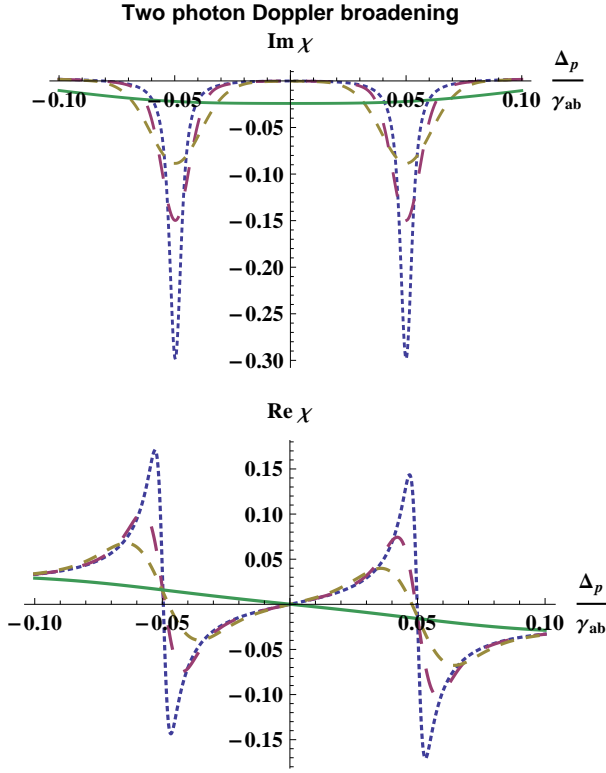 Two photon Doppler broadening
Im χ
Δp
γab
−0.10 −0.05 0.05 0.10
−0.05
−0.10
−0.15
−0.20
−0.25
−0.30
Re χ
0.15
0.10
0.05
Δp
γab
−0.10 −0.05 0.05 0.10
−0.05
−0.10
−0.15